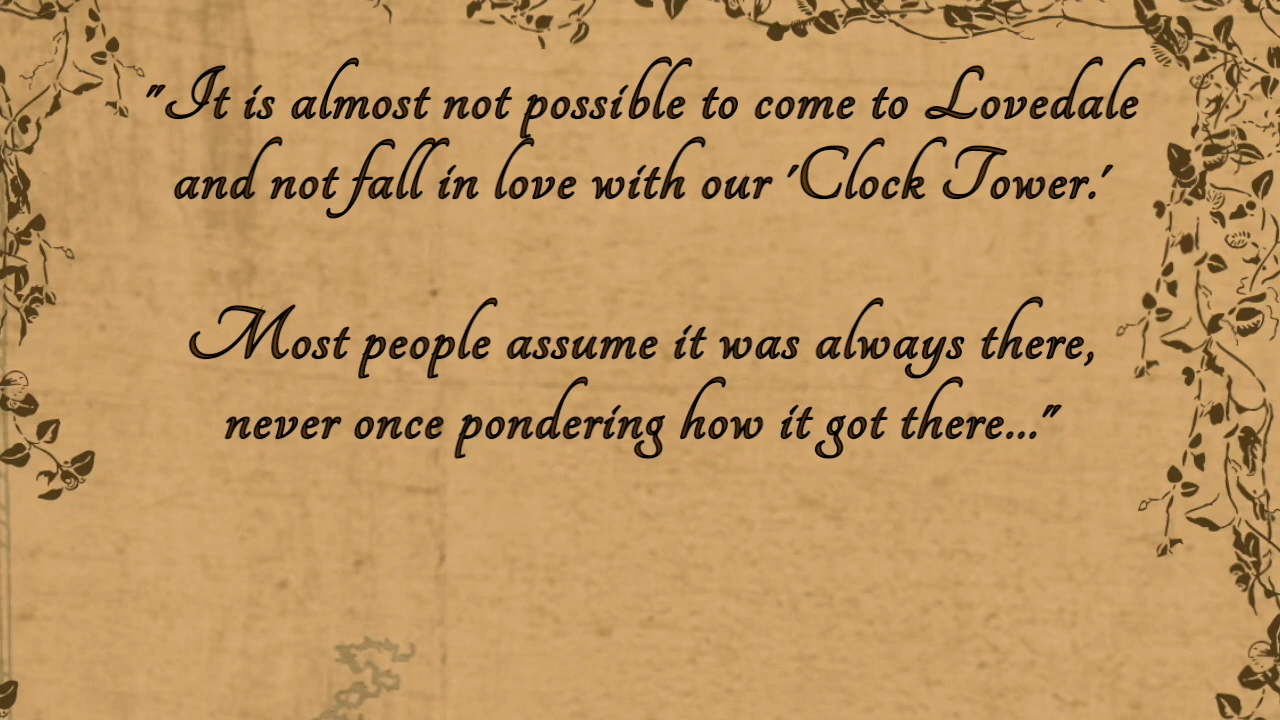 "It is almost not possible to come to Lovedale
and not fall in love with our 'Clock Tower.'
Most people assume it was always there,
never once pondering how it got there..."